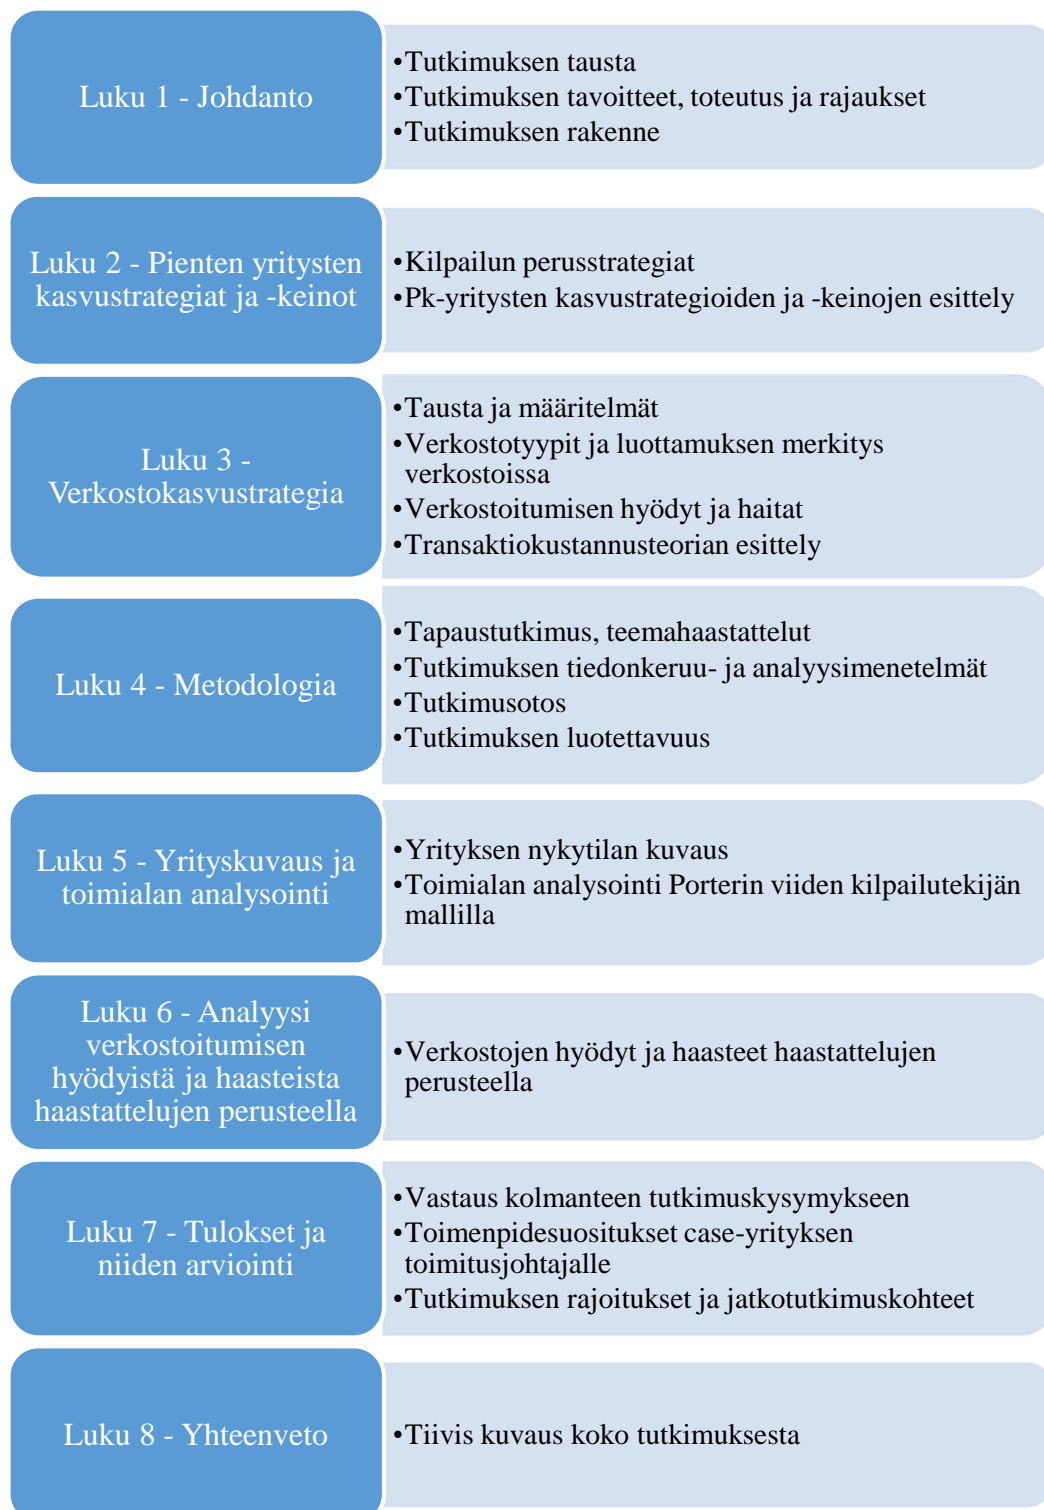 Luku 1 - Johdanto
•Tutkimuksen tausta
•Tutkimuksen tavoitteet, toteutus ja rajaukset
•Tutkimuksen rakenne
Luku 2 - Pienten yritysten
kasvustrategiat ja -keinot
•Kilpailun perusstrategiat
•Pk-yritysten kasvustrategioiden ja -keinojen esittely
Luku 3 -
Verkostokasvustrategia
•Tausta ja määritelmät
•Verkostotyypit ja luottamuksen merkitys
verkostoissa
•Verkostoitumisen hyödyt ja haitat
•Transaktiokustannusteorian esittely
Luku 4 - Metodologia
•Tapaustutkimus, teemahaastattelut
•Tutkimuksen tiedonkeruu- ja analyysimenetelmät
•Tutkimusotos
•Tutkimuksen luotettavuus
Luku 5 - Yrityskuvaus ja
toimialan analysointi
•Yrityksen nykytilan kuvaus
•Toimialan analysointi Porterin viiden kilpailutekijän
mallilla
Luku 6 - Analyysi
verkostoitumisen
hyödyistä ja haasteista
haastattelujen perusteella
•Verkostojen hyödyt ja haasteet haastattelujen
perusteella
Luku 7 - Tulokset ja
niiden arviointi
•Vastaus kolmanteen tutkimuskysymykseen
•Toimenpidesuositukset case-yrityksen
toimitusjohtajalle
•Tutkimuksen rajoitukset ja jatkotutkimuskohteet
Luku 8 - Yhteenveto
•Tiivis kuvaus koko tutkimuksesta